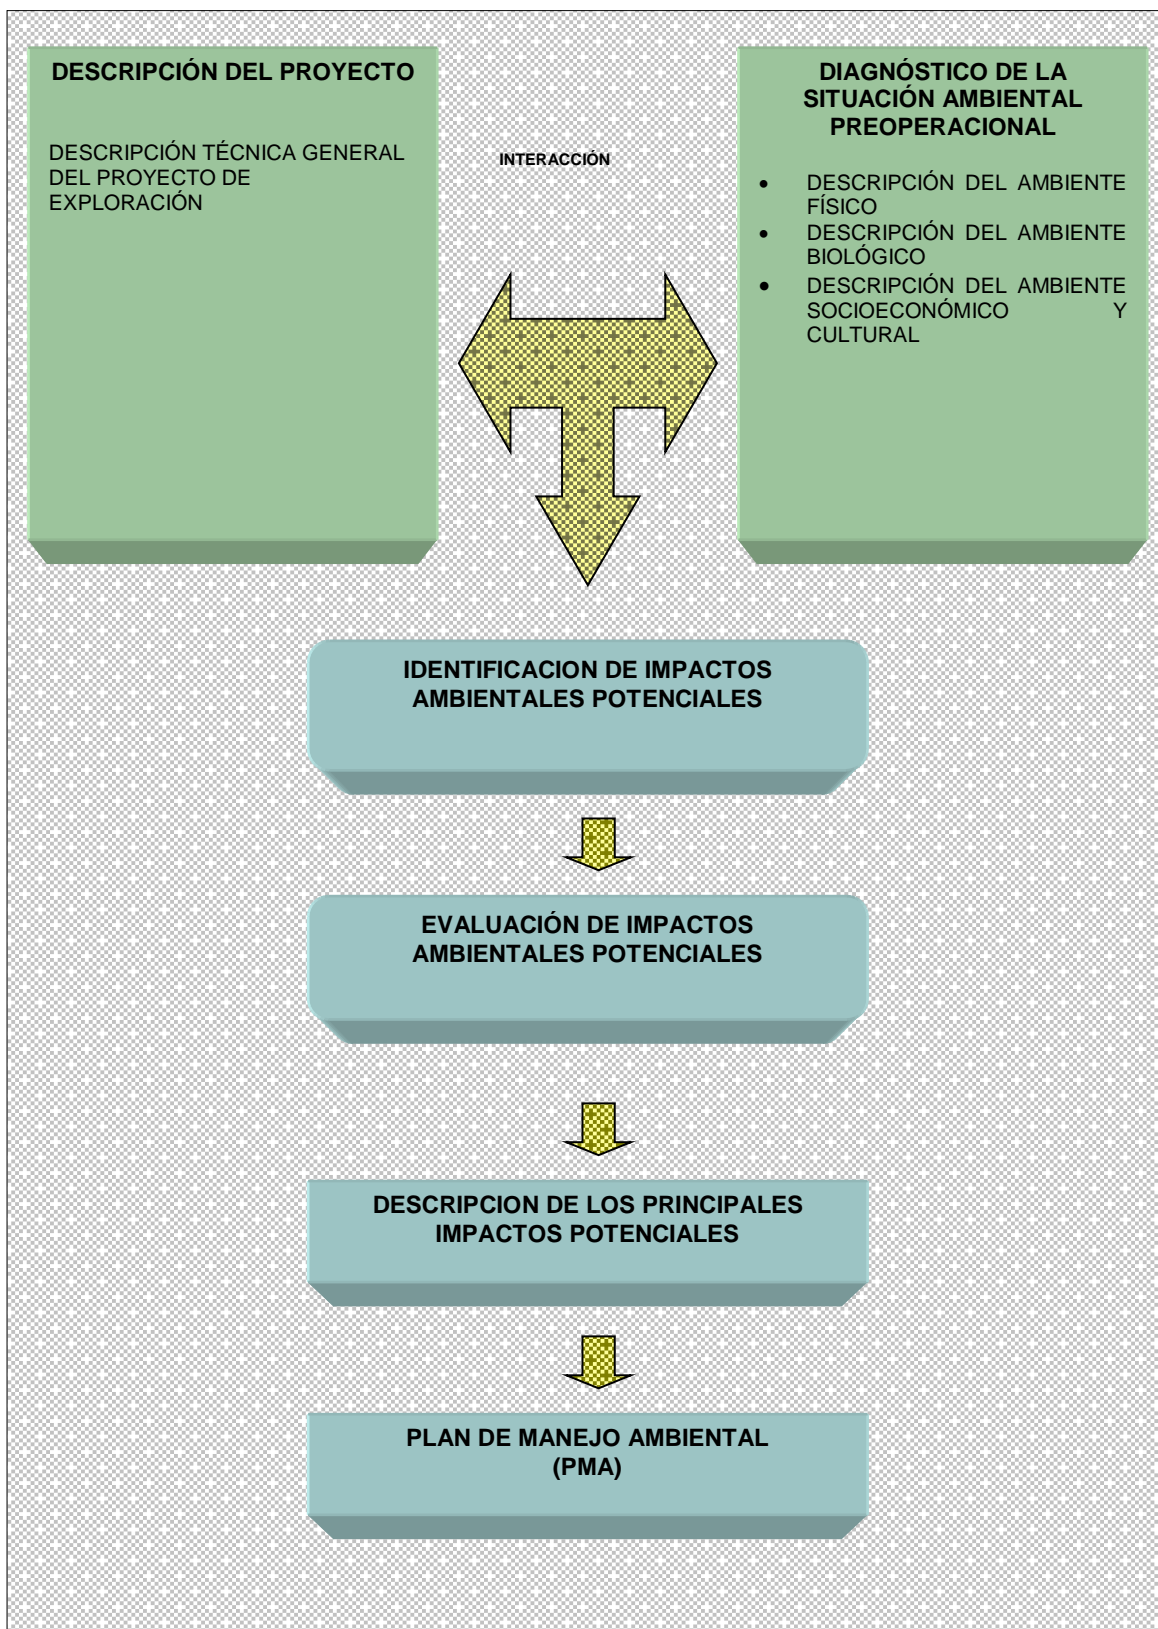 DESCRIPCIÓN DEL PROYECTO
DESCRIPCIÓN TÉCNICA GENERAL
DEL PROYECTO DE
EXPLORACIÓN
INTERACCIÓN
DIAGNÓSTICO DE LA
SITUACIÓN AMBIENTAL
PREOPERACIONAL
• DESCRIPCIÓN DEL AMBIENTE
FÍSICO
• DESCRIPCIÓN DEL AMBIENTE
BIOLÓGICO
• DESCRIPCIÓN DEL AMBIENTE
SOCIOECONÓMICO Y
CULTURAL
IDENTIFICACION DE IMPACTOS
AMBIENTALES POTENCIALES
EVALUACIÓN DE IMPACTOS
AMBIENTALES POTENCIALES
DESCRIPCION DE LOS PRINCIPALES
IMPACTOS POTENCIALES
PLAN DE MANEJO AMBIENTAL
(PMA)